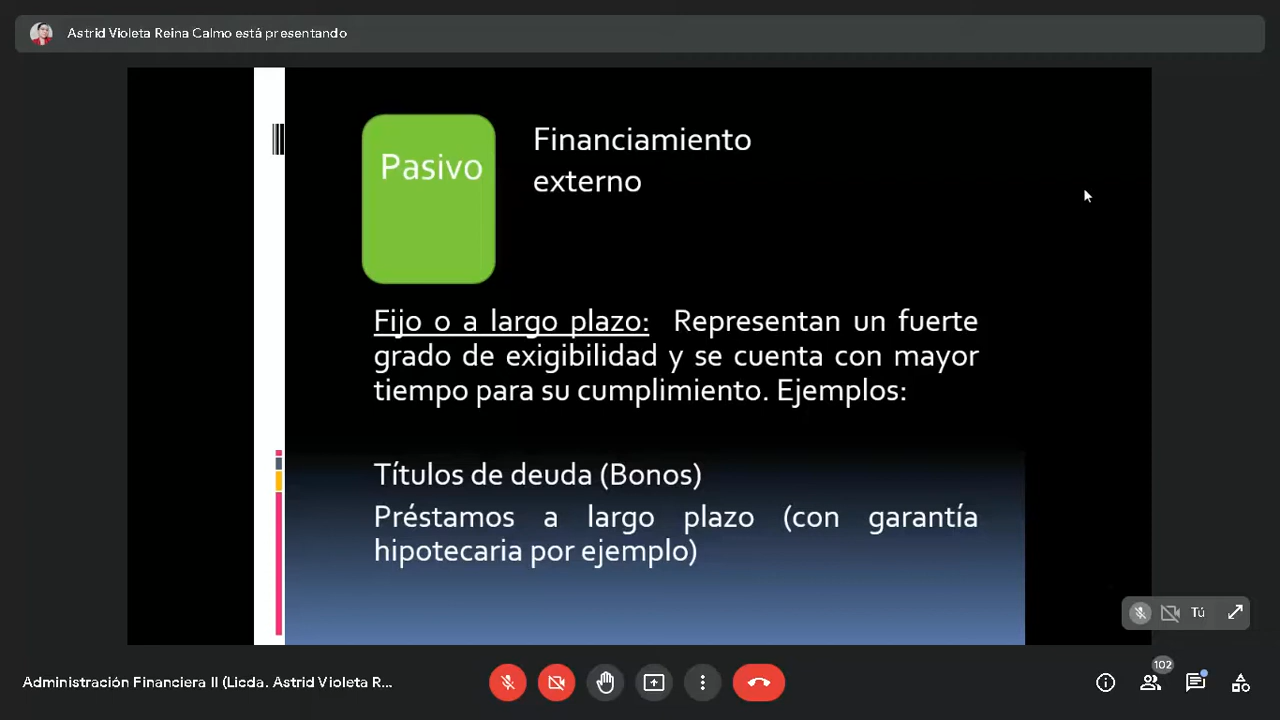 Astrid Violeta Reina Calmo está presentando
Pasivo
Financiamiento
externo
Fijo o a largo plazo: Representan un fuerte
grado de exigibilidad y se cuenta con mayor
tiempo para su cumplimiento. Ejemplos:
Títulos de deuda (Bonos)
Préstamos a largo plazo (con garantía
hipotecaria por ejemplo)
Tú
102
Administración Financiera II (Licda. Astrid Violeta R...